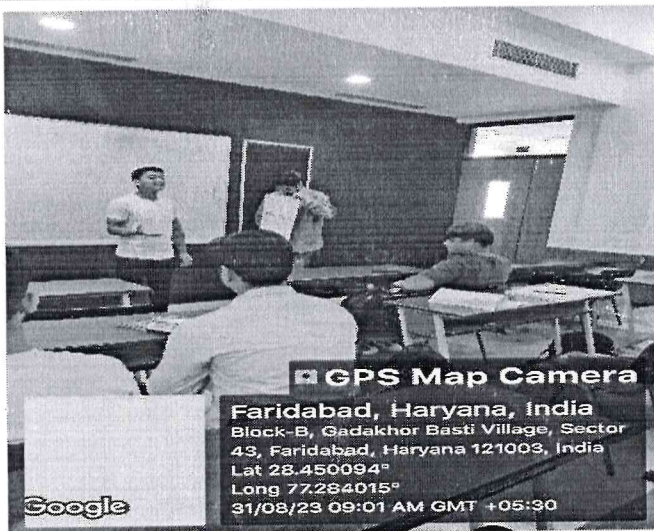 GPS Map Camera
Faridabad, Haryana, India
Block-B, Gadakhor Basti Village, Sector
43, Faridabad, Haryana 121003, India
Lat 28.450094°
Long 77.284015°
31/08/23 09:01 AM GMT +05:30
Google